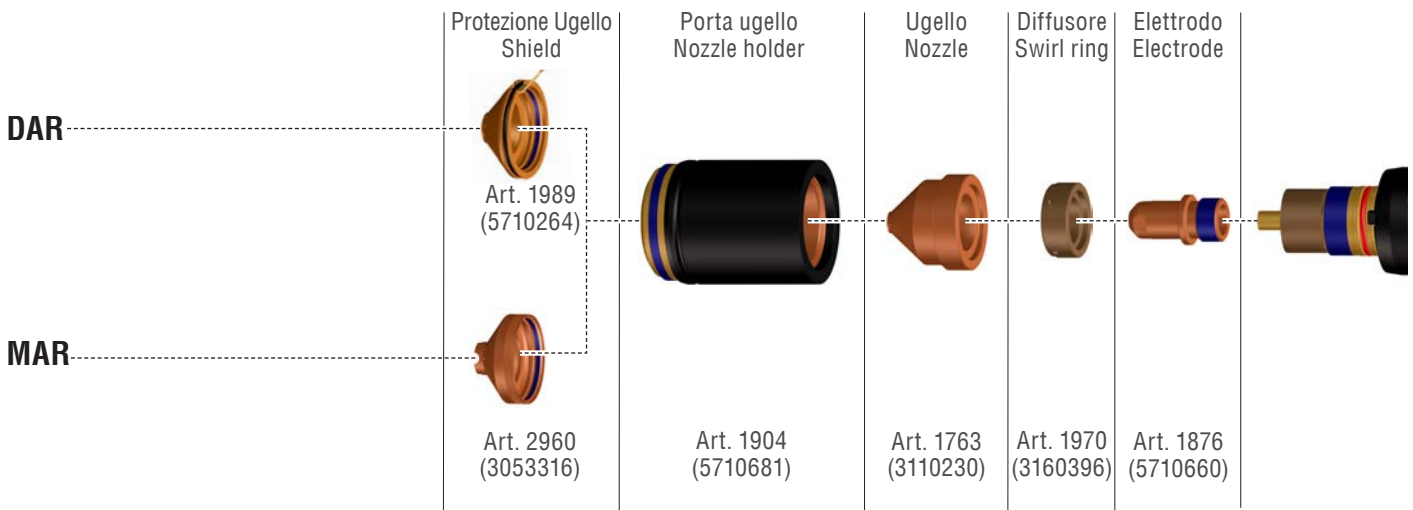 Protezione Ugello
Shield
Porta ugello
Nozzle holder
Ugello
Nozzle
Diffusore
Swirl ring
Elettrodo
Electrode
DAR
Art. 1989
(5710264)
MAR
Art. 2960
(3053316)
Art. 1904
(5710681)
Art. 1763
(3110230)
Art. 1970
(3160396)
Art. 1876
(5710660)